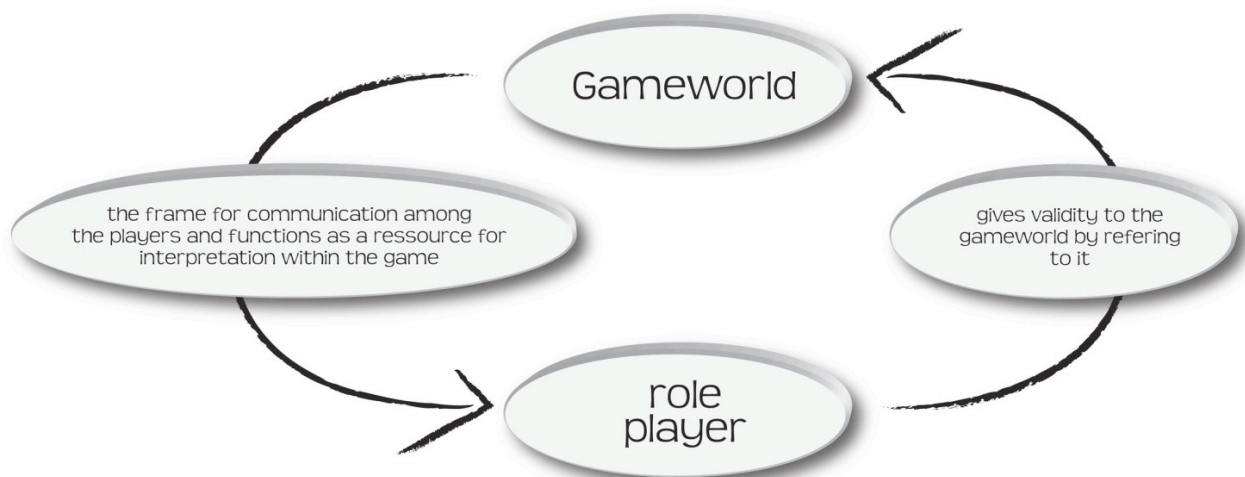 Gameworld
the frame for communication among
the players and functions as a ressource for
interpretation within the game
gives validity to the
gameworld by refering
to it
role
player